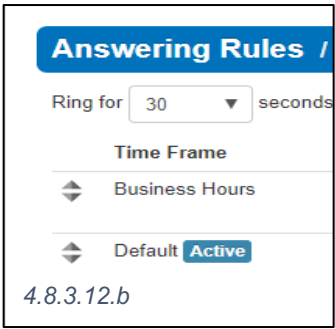 Answering Rules /
Ring for 30 seconds
Time Frame
Business Hours
Default Active
4.8.3.12.b